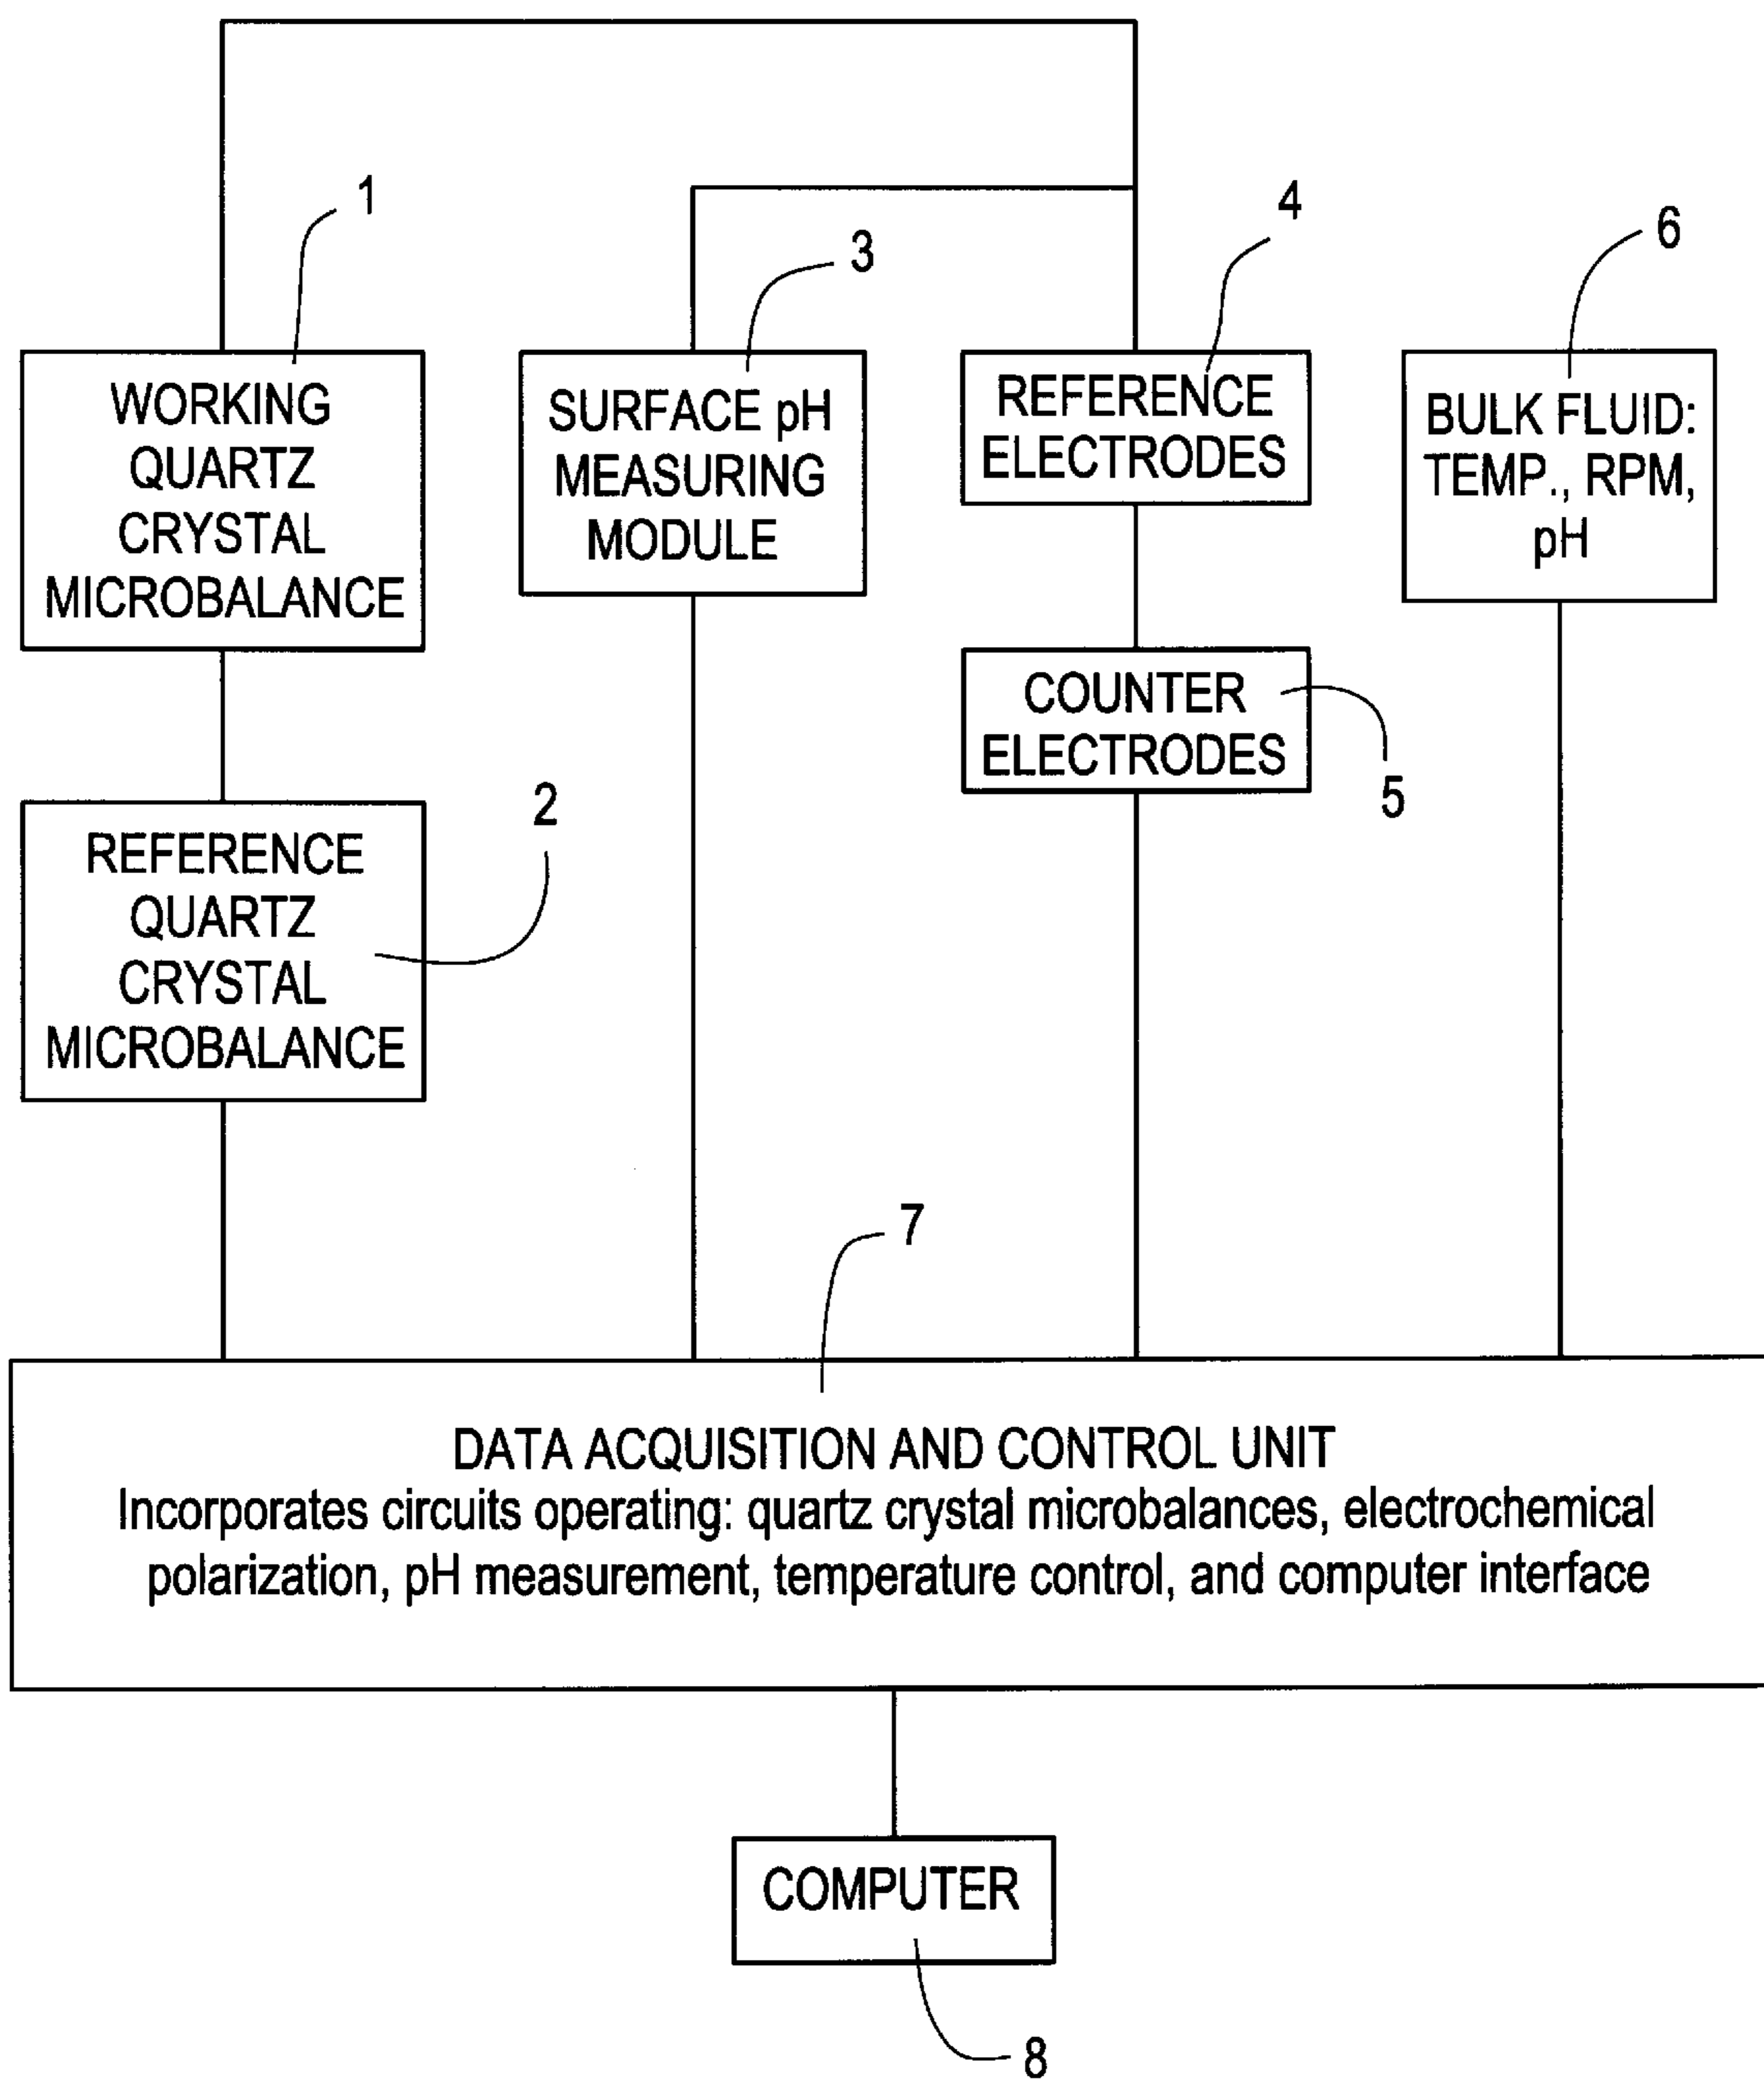 1
3
4
6
WORKING
QUARTZ
CRYSTAL
MICROBALANCE
SURFACE pH
MEASURING
MODULE
REFERENCE
ELECTRODES
BULK FLUID:
TEMP., RPM,
pH
COUNTER
ELECTRODES
5
2
REFERENCE
QUARTZ
CRYSTAL
MICROBALANCE
7
DATA ACQUISITION AND CONTROL UNIT
Incorporates circuits operating: quartz crystal microbalances, electrochemical
polarization, pH measurement, temperature control, and computer interface
COMPUTER
8